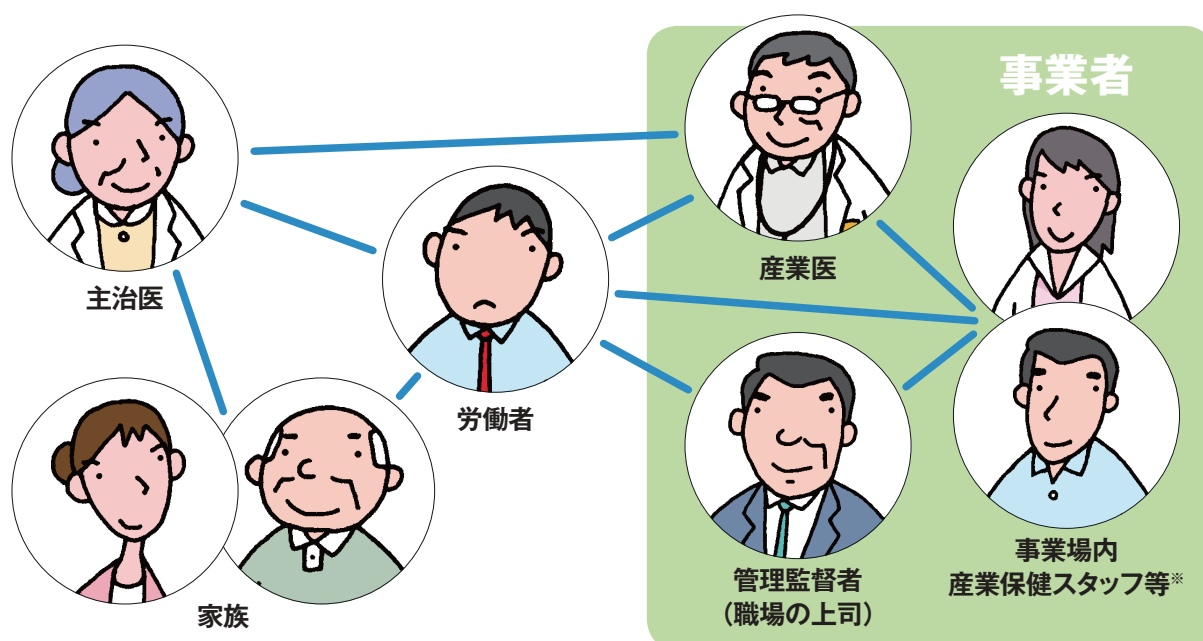 事業者
主治医
産業医
労働者
家族
管理監督者
(職場の上司)
事業場内
産業保健スタッフ等※